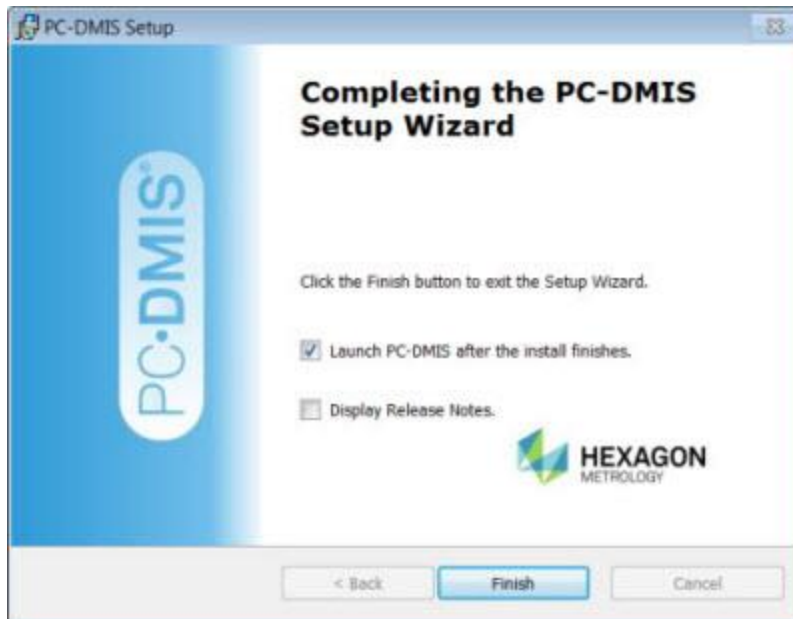 PC-DMIS Setup
Completing the PC-DMIS
Setup Wizard
PC•DMIS®
Click the Finish button to exit the Setup Wizard.
Launch PC-DMIS after the install finishes.
Display Release Notes.
HEXAGON
METROLOGY
< Back
Finish
Cancel